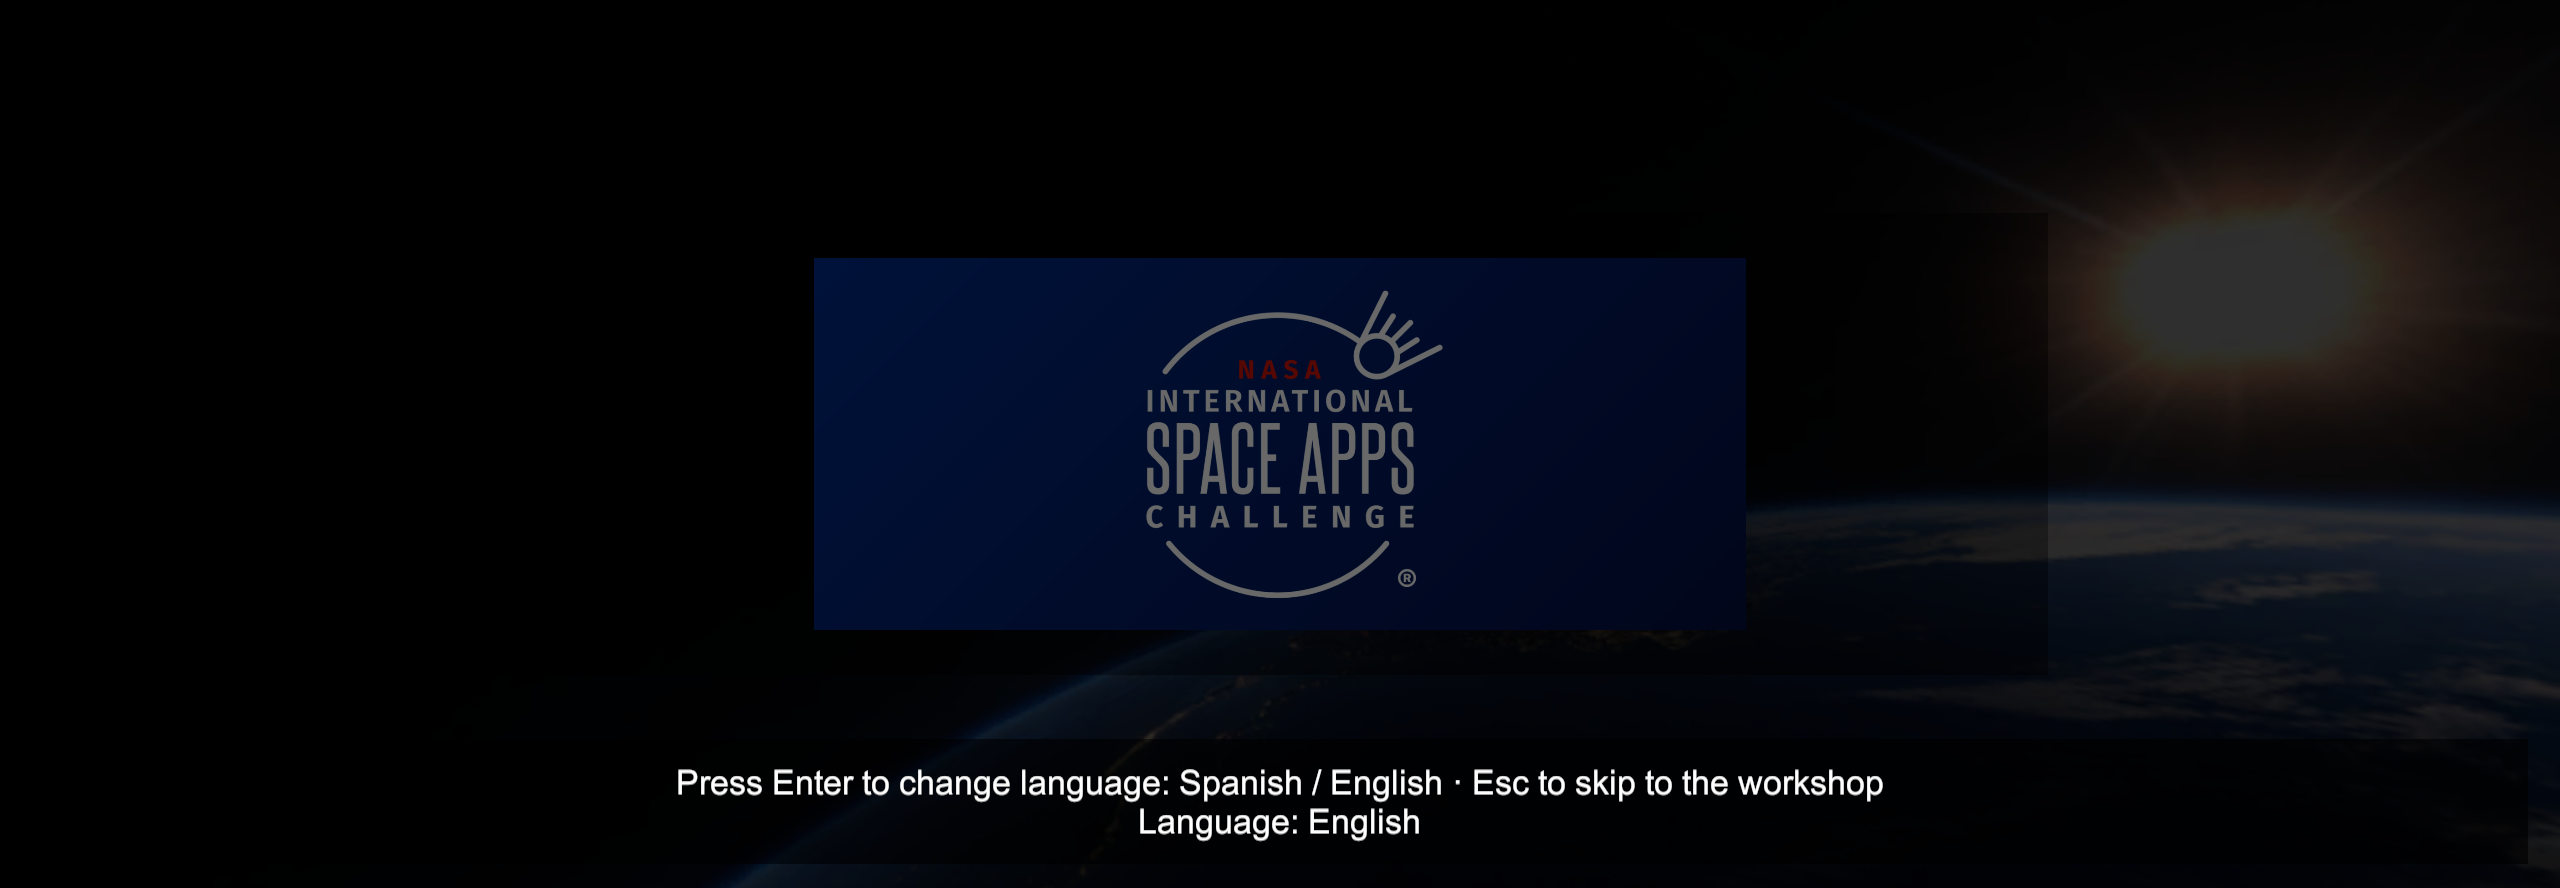 NASA
INTERNATIONAL
SPACE APPS
CHALLENGE
®
Press Enter to change language: Spanish / English · Esc to skip to the workshop
Language: English